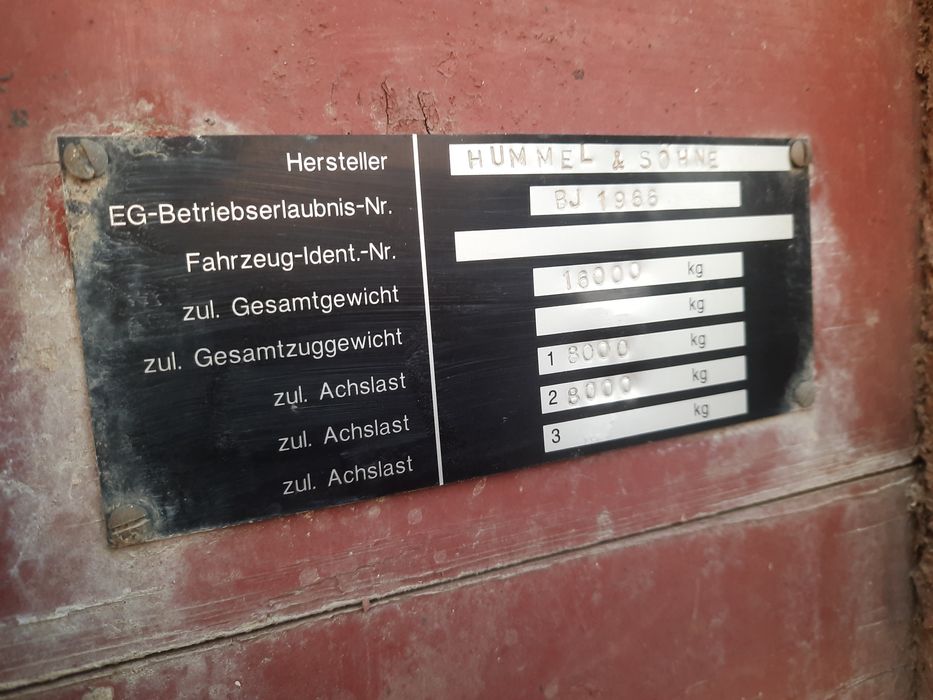 Hersteller HUMMEL & SÖHNE
EG-Betriebserlaubnis-Nr. BJ 1966
Fahrzeug-Ident.-Nr.
zul. Gesamtgewicht 16000 kg
zul. Gesamtzuggewicht kg
zul. Achslast 1 8000 kg
zul. Achslast 2 8000 kg
zul. Achslast 3 kg